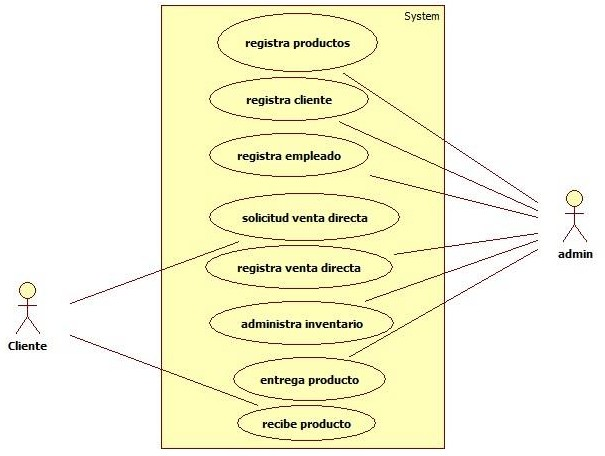 System
registra productos
registra cliente
registra empleado
solicitud venta directa
registra venta directa
administra inventario
entrega producto
recibe producto
admin
Cliente